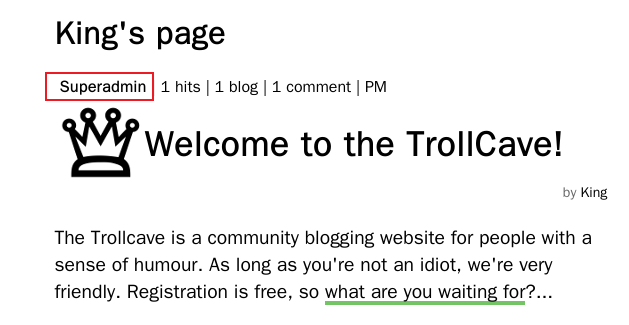 King's page
Superadmin 1 hits | 1 blog | 1 comment | PM
Welcome to the TrollCave!
by King
The Trollcave is a community blogging website for people with a
sense of humour. As long as you're not an idiot, we're very
friendly. Registration is free, so what are you waiting for?...